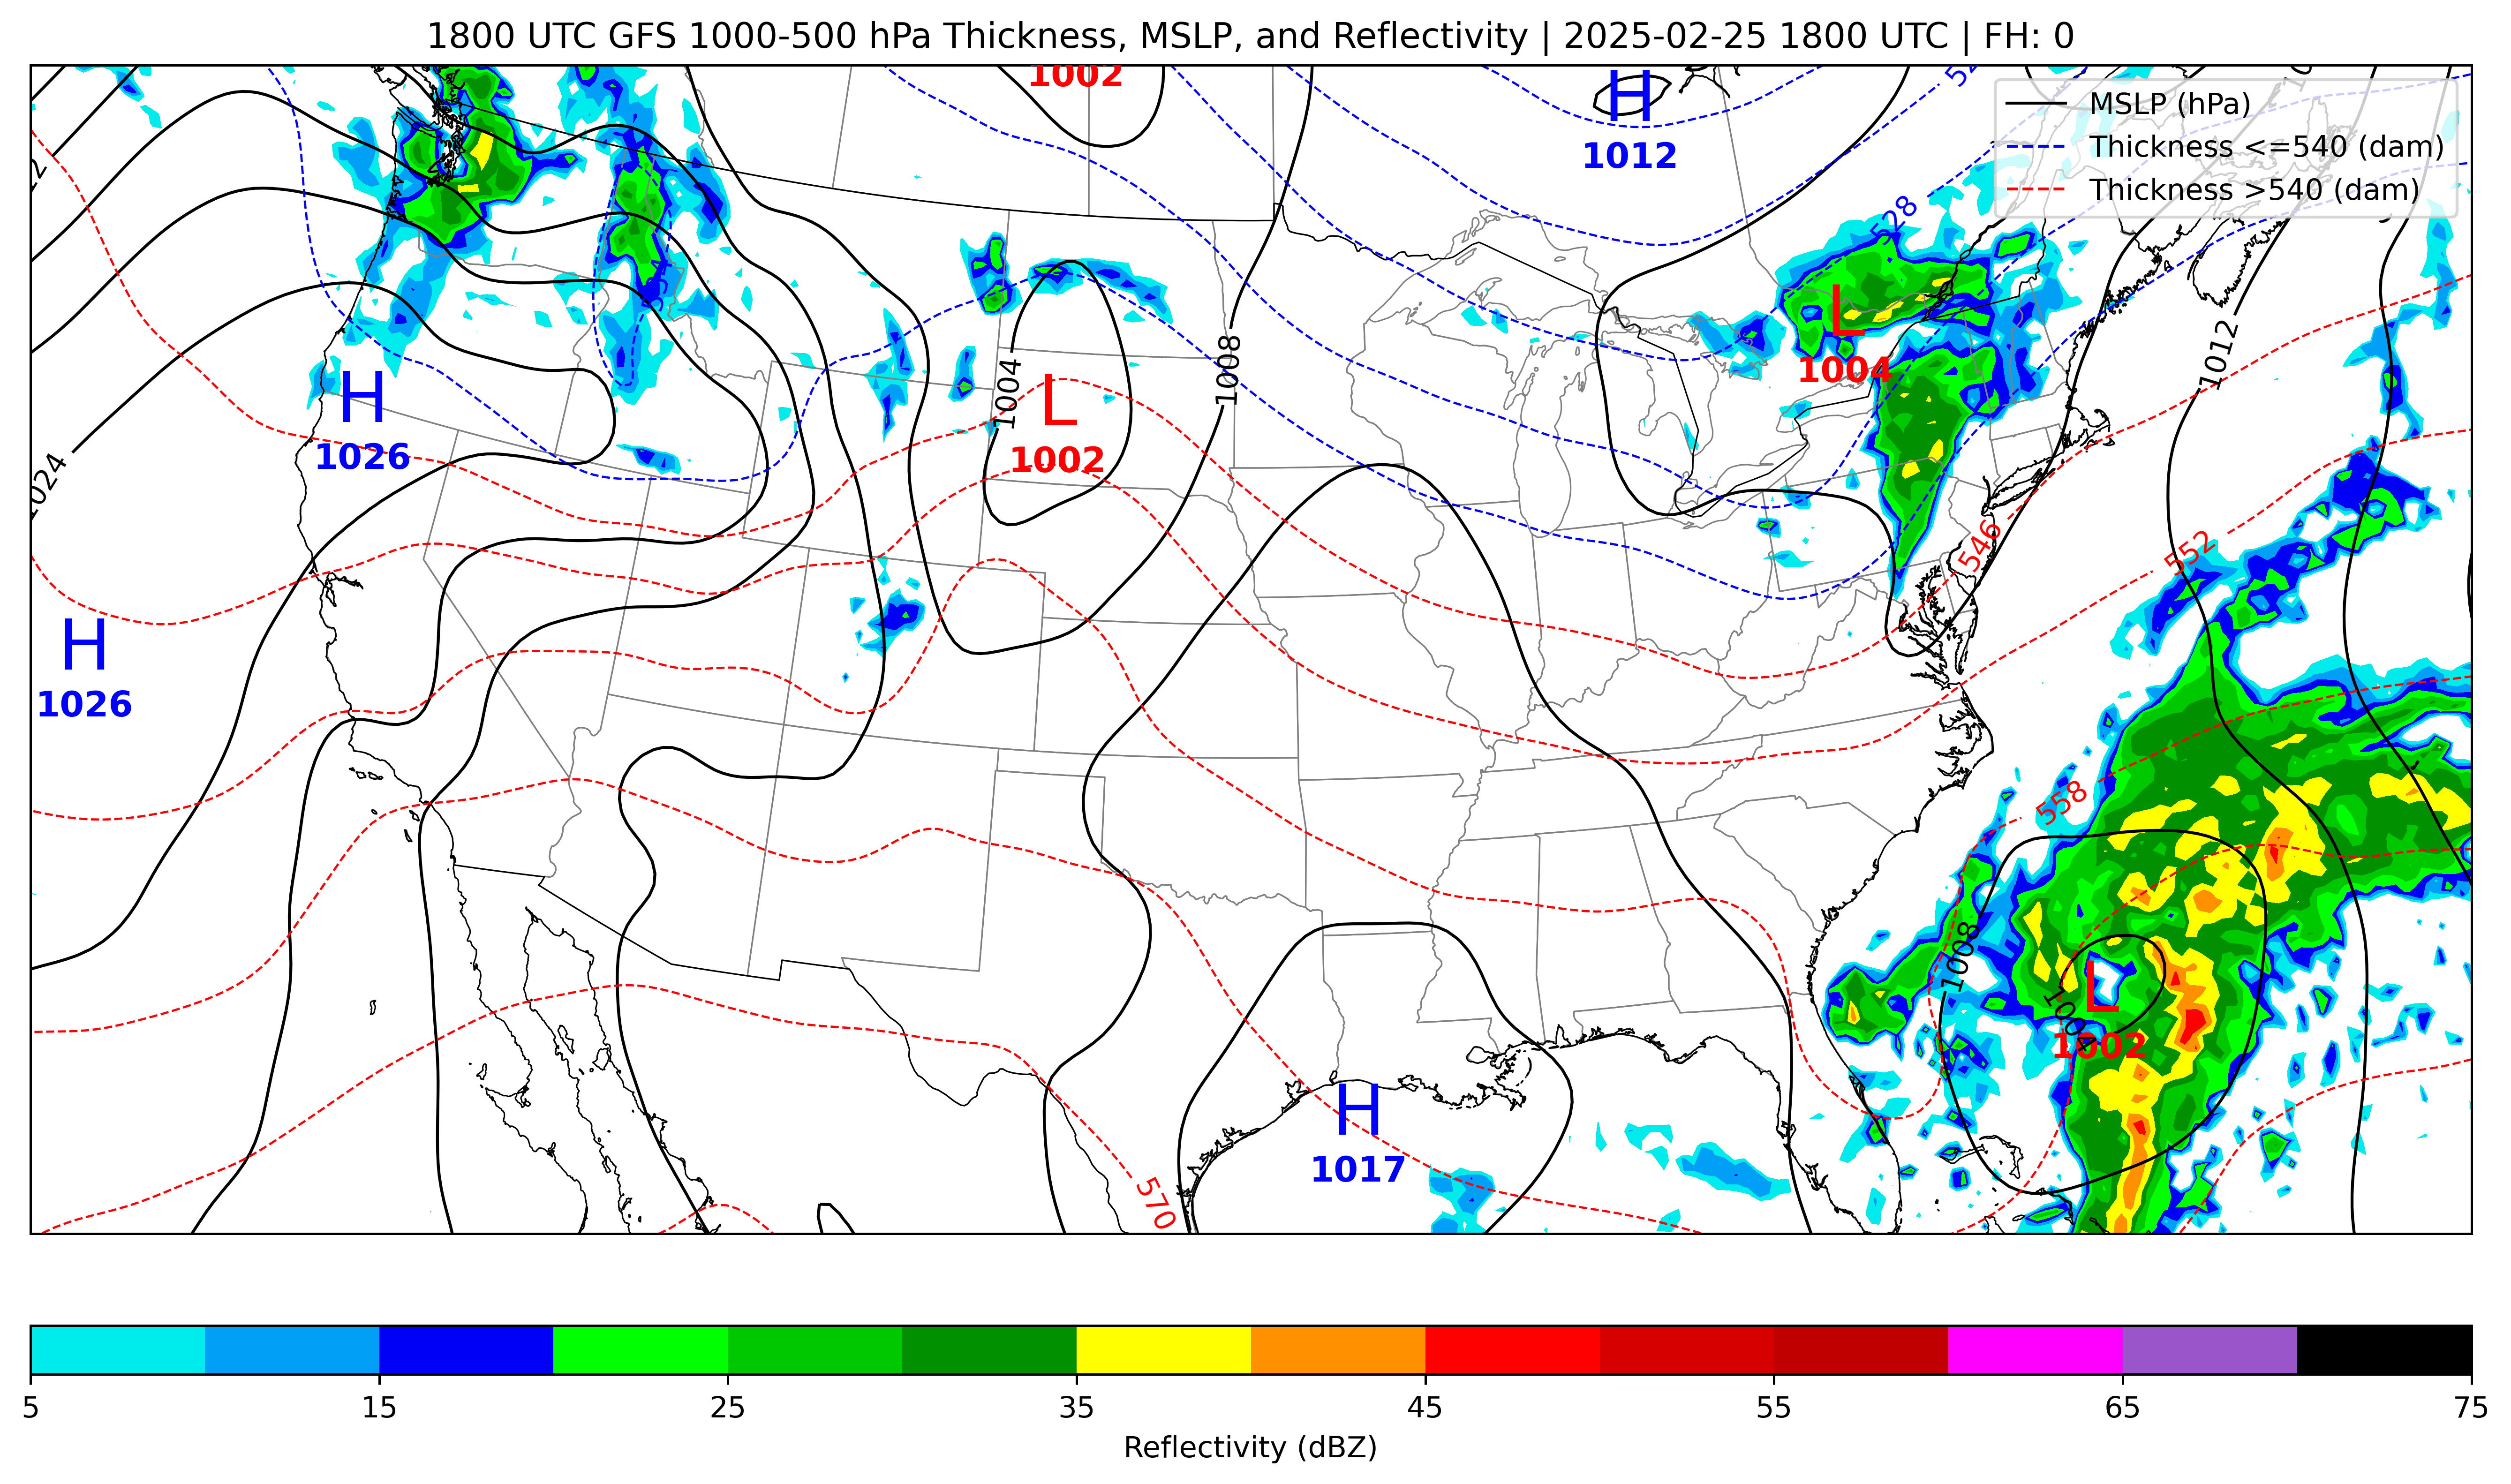 1800 UTC GFS 1000-500 hPa Thickness, MSLP, and Reflectivity | 2025-02-25 1800 UTC | FH: 0
1002
H
1012
MSLP (hPa)
Thickness <=540 (dam)
Thickness >540 (dam)
528
L
1004
1012
1008
1004
H
1026
L
1002
1024
546
552
H
1026
558
1008
L
1004
1002
H
1017
570
5 15 25 35 45 55 65 75
Reflectivity (dBZ)